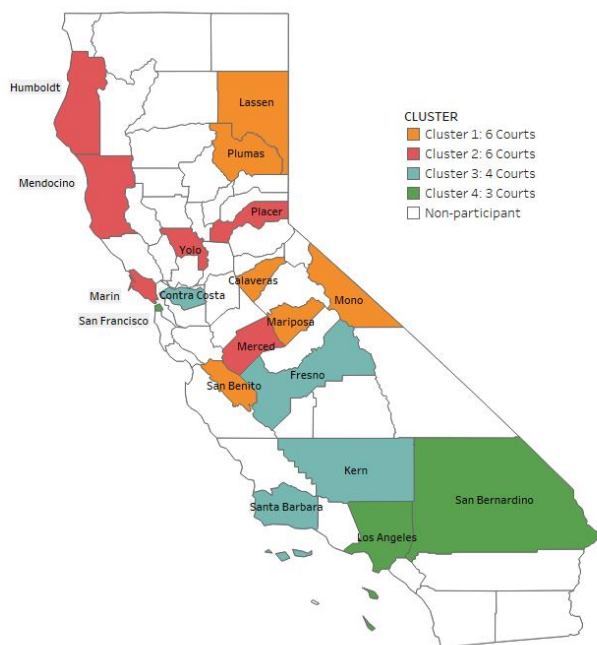 Humboldt
Lassen
CLUSTER
Cluster 1: 6 Courts
Cluster 2: 6 Courts
Cluster 3: 4 Courts
Cluster 4: 3 Courts
Non-participant
Plumas
Mendocino
Placer
Yolo
Calaveras
Mono
Marin
Contra Costa
San Francisco
Mariposa
Merced
Fresno
San Benito
Kern
San Bernardino
Santa Barbara
Los Angeles